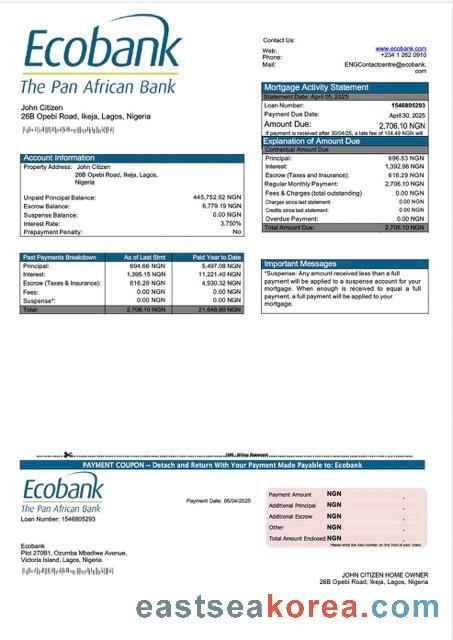 Ecobank
The Pan African Bank
Contact Us:
Web: www.ecobank.com
Phone: +234 1 262 0910
Mail: ENGContactcentre@ecobank.
com
John Citizen
26B Opebi Road, Ikeja, Lagos, Nigeria
Mortgage Activity Statement
Statement Date: April 05, 2025
Loan Number: 1546805293
Payment Due Date: April 30, 2025
Amount Due: 2,706.10 NGN
If payment is received after 30/04/25, a late fee of 104.49 NGN will
Explanation of Amount Due
Contractual Amount Due
Principal: 696.83 NGN
Interest: 1,392.98 NGN
Escrow (Taxes and Insurance): 616.29 NGN
Regular Monthly Payment: 2,706.10 NGN
Fees & Charges (total outstanding) 0.00 NGN
Charges since last statement: 0.00 NGN
Credits since last statement: 0.00 NGN
Overdue Payment: 0.00 NGN
Total Amount Due: 2,706.10 NGN
Account Information
Property Address: John Citizen
26B Opebi Road, Ikeja, Lagos,
Nigeria
Unpaid Principal Balance: 445,752.92 NGN
Escrow Balance: 6,779.19 NGN
Suspense Balance: 0.00 NGN
Interest Rate: 3.750%
Prepayment Penalty: No
Past Payments Breakdown As of Last Stmt Paid Year to Date
Principal: 694.66 NGN 5,497.08 NGN
Interest: 1,395.15 NGN 11,221.40 NGN
Escrow (Taxes & Insurance): 616.29 NGN 4,930.32 NGN
Fees: 0.00 NGN 0.00 NGN
Suspense*: 0.00 NGN 0.00 NGN
Total: 2,706.10 NGN 21,648.80 NGN
Important Messages
*Suspense: Any amount received less than a full
payment will be applied to a suspense account for your
mortgage. When enough is received to equal a full
payment, a full payment will be applied to your
mortgage.
PAYMENT COUPON – Detach and Return With Your Payment Made Payable to: Ecobank
Ecobank
The Pan African Bank
Loan Number: 1546805293
Payment Date: 05/04/2025
Payment Amount NGN -
Additional Principal NGN -
Additional Escrow NGN -
Other NGN -
Total Amount Endosed NGN -
Please write the loan number on the front of your check.
Ecobank
Plot 270B1, Ozumba Mbadiwe Avenue,
Victoria Island, Lagos, Nigeria
JOHN CITIZEN HOME OWNER
26B Opebi Road, Ikeja, Lagos, Nigeria
eastseakorea.com